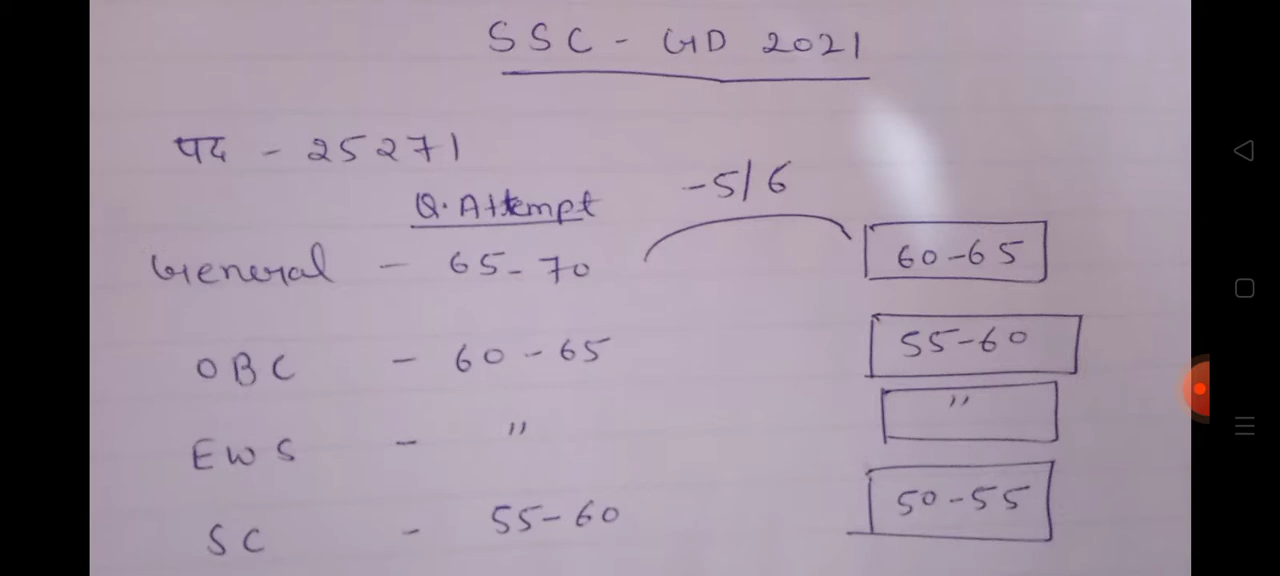 SSC - GD 2021
पद - 25271
Q. Attempt
-5/6
General - 65-70 60-65
OBC - 60-65 55-60
EWS - " "
SC - 55-60 50-55